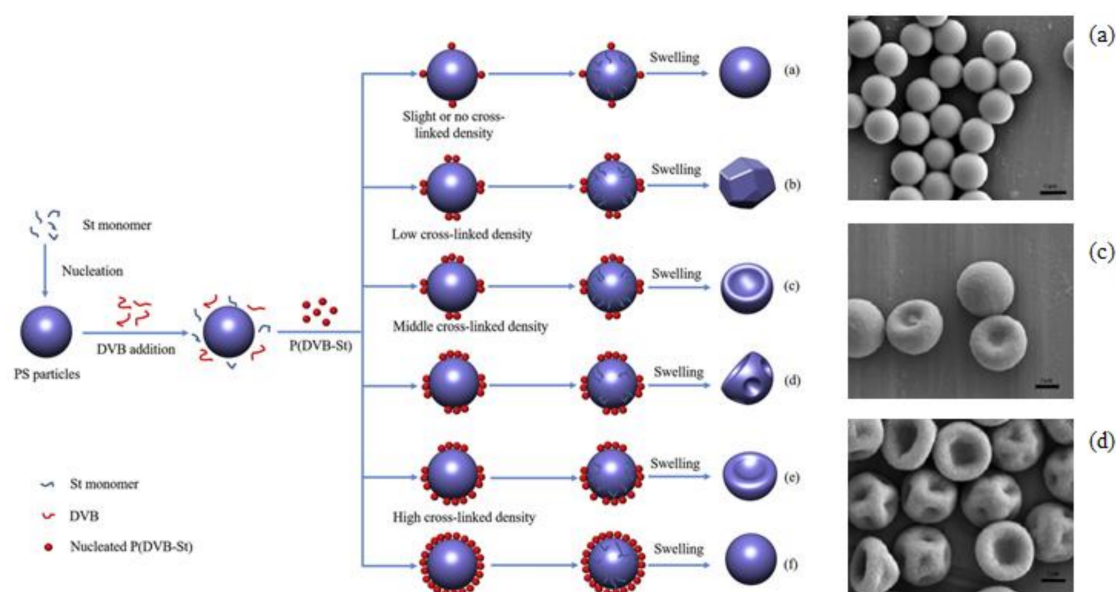 St monomer
Nucleation
PS particles
DVB addition
P(DVB-St)
St monomer
DVB
Nucleated P(DVB-St)
Slight or no cross-
linked density
Swelling
(a)
Swelling
(b)
Low cross-linked density
Swelling
(c)
Middle cross-linked density
Swelling
(d)
Swelling
(e)
High cross-linked density
Swelling
(f)
(a)
(c)
(d)